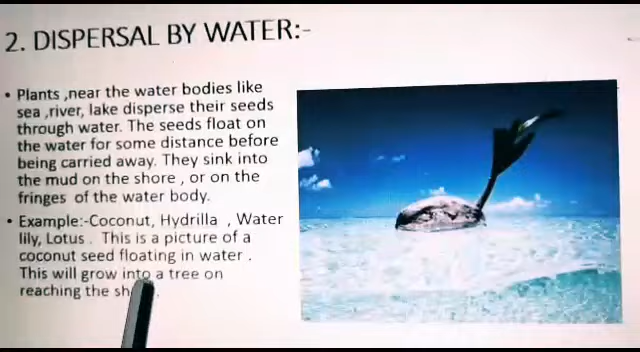 2. DISPERSAL BY WATER:-
• Plants ,near the water bodies like
sea ,river, lake disperse their seeds
through water. The seeds float on
the water for some distance before
being carried away. They sink into
the mud on the shore , or on the
fringes of the water body.
• Example:-Coconut, Hydrilla , Water
lily, Lotus . This is a picture of a
coconut seed floating in water .
This will grow into a tree on
reaching the sh .